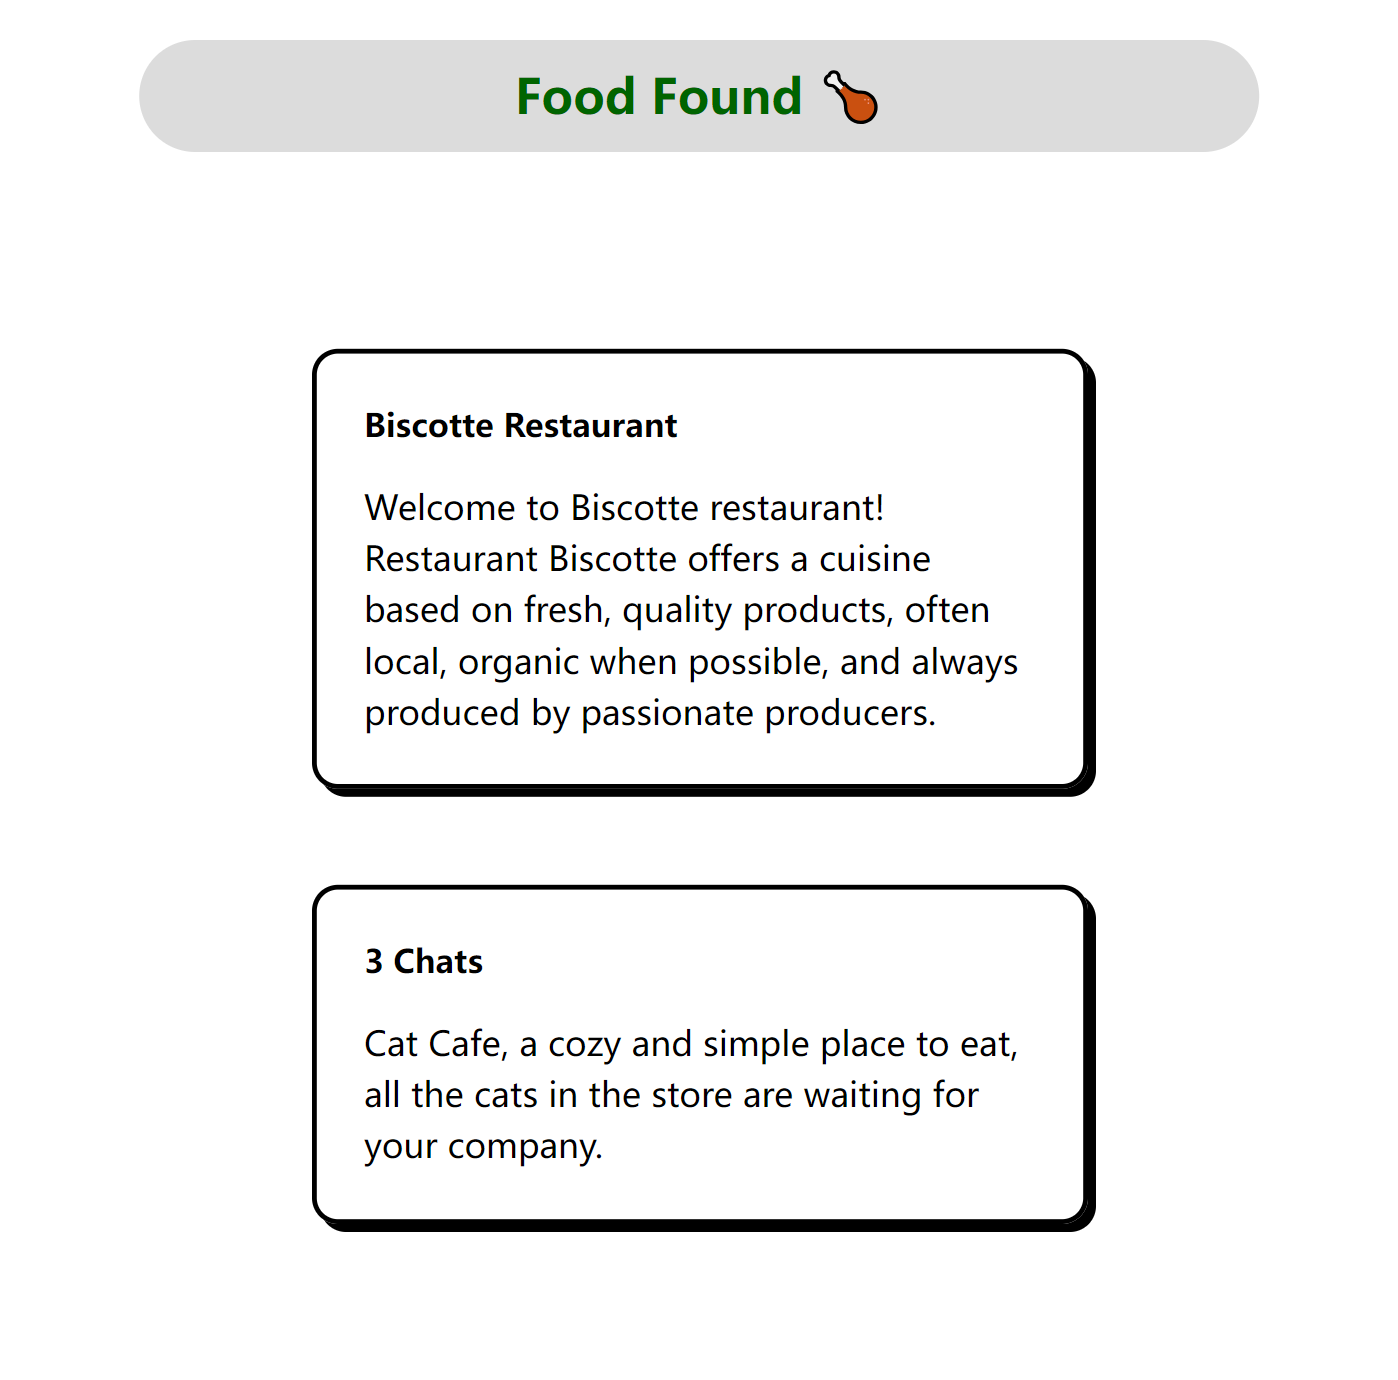 Food Found 🍗
Biscotte Restaurant
Welcome to Biscotte restaurant!
Restaurant Biscotte offers a cuisine
based on fresh, quality products, often
local, organic when possible, and always
produced by passionate producers.
3 Chats
Cat Cafe, a cozy and simple place to eat,
all the cats in the store are waiting for
your company.